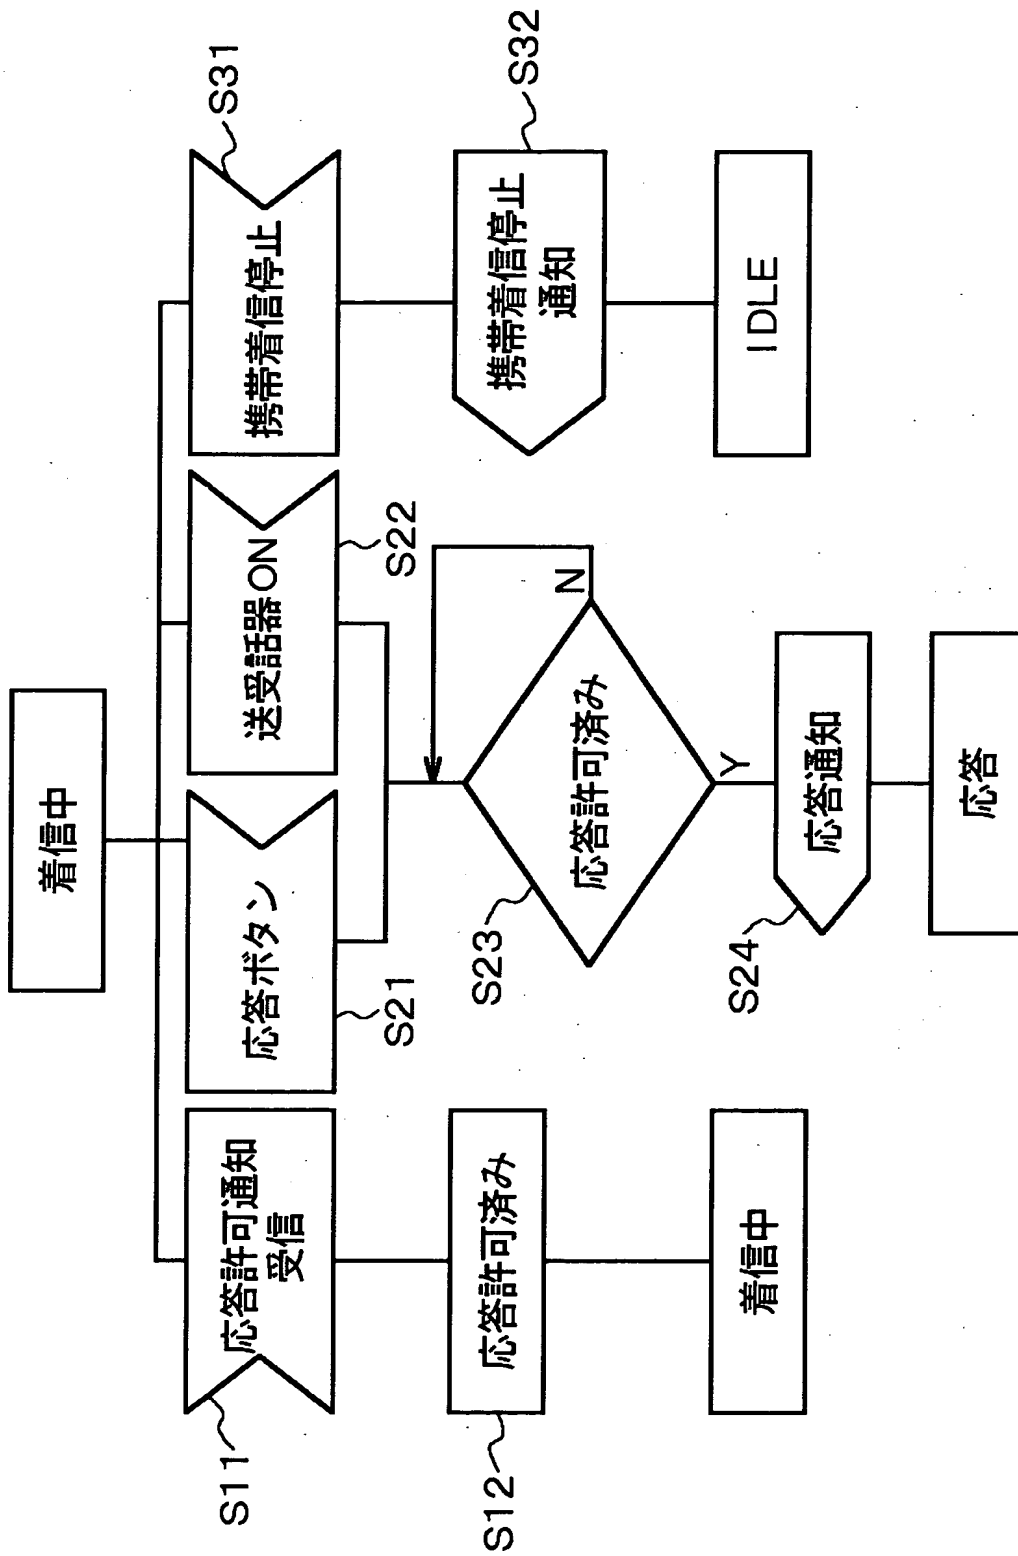 着信中
応答許可通知
受信
S11
応答ボタン
S21
送受話器ON
S22
携帯着信停止
S31
応答許可済み
S12
応答許可済み
S23
N
Y
携帯着信停止
通知
S32
着信中
応答通知
S24
IDLE
応答